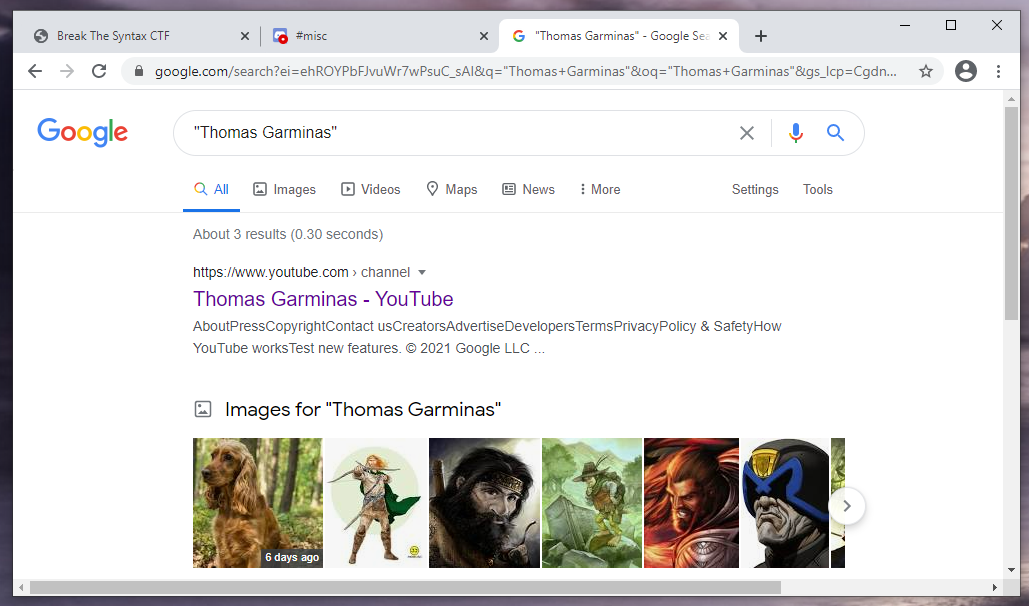 Break The Syntax CTF
#misc
"Thomas Garminas" - Google Sea
google.com/search?ei=ehROYPbFJvuWr7wPsuC_sAI&q="Thomas+Garminas"&oq="Thomas+Garminas"&gs_lcp=Cgdn...
Google
"Thomas Garminas"
All Images Videos Maps News More Settings Tools
About 3 results (0.30 seconds)
https://www.youtube.com › channel
Thomas Garminas - YouTube
AboutPressCopyrightContact usCreatorsAdvertiseDevelopersTermsPrivacyPolicy & SafetyHow
YouTube worksTest new features. © 2021 Google LLC ...
Images for "Thomas Garminas"
6 days ago